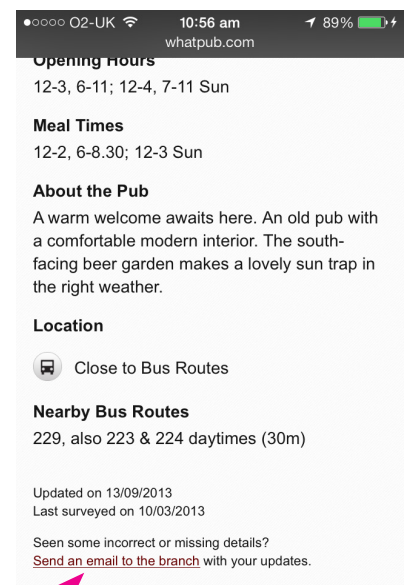 O2-UK 10:56 am 89%
whatpub.com
Opening Hours
12-3, 6-11; 12-4, 7-11 Sun
Meal Times
12-2, 6-8.30; 12-3 Sun
About the Pub
A warm welcome awaits here. An old pub with
a comfortable modern interior. The south-
facing beer garden makes a lovely sun trap in
the right weather.
Location
Close to Bus Routes
Nearby Bus Routes
229, also 223 & 224 daytimes (30m)
Updated on 13/09/2013
Last surveyed on 10/03/2013
Seen some incorrect or missing details?
Send an email to the branch with your updates.